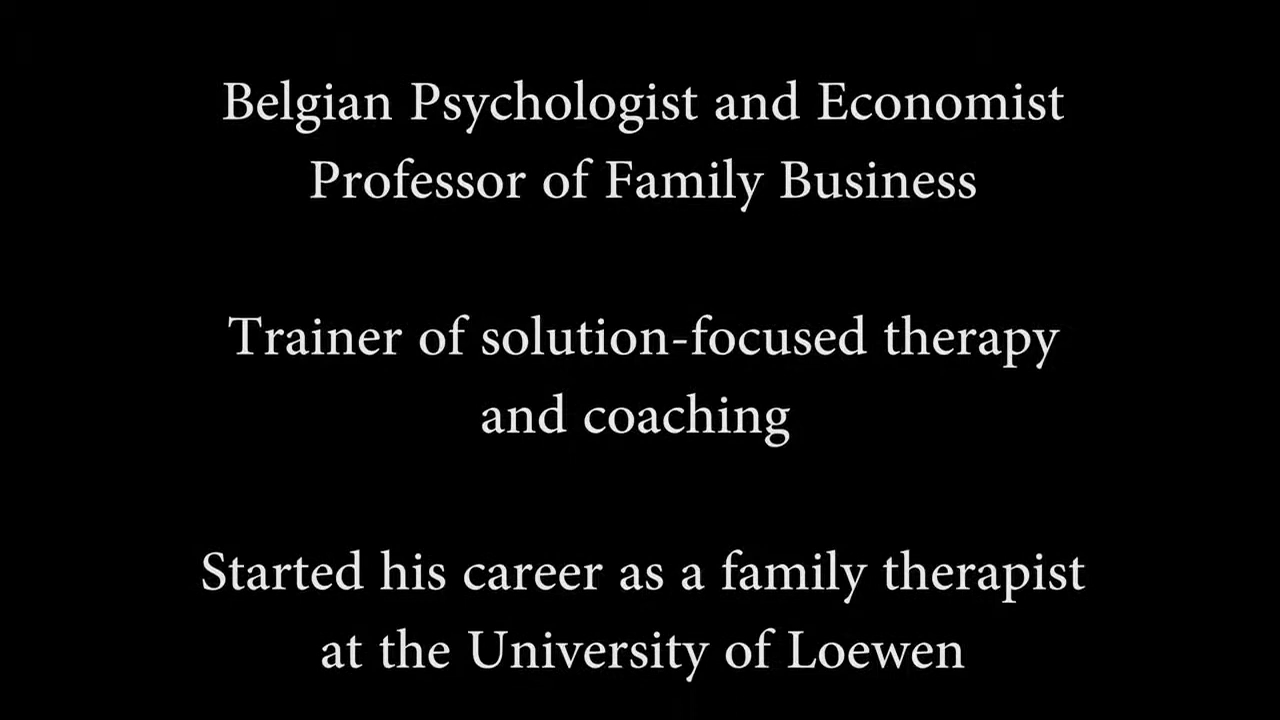 Belgian Psychologist and Economist
Professor of Family Business
Trainer of solution-focused therapy
and coaching
Started his career as a family therapist
at the University of Loewen